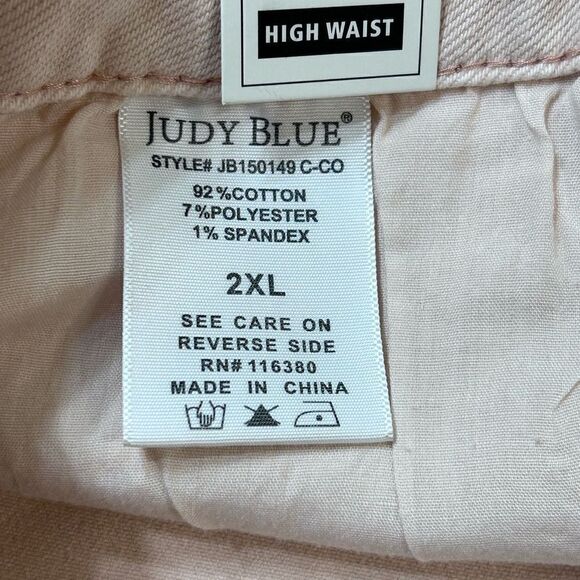 HIGH WAIST
JUDY BLUE®
STYLE# JB150149 C-CO
92%COTTON
7%POLYESTER
1% SPANDEX
2XL
SEE CARE ON
REVERSE SIDE
RN# 116380
MADE IN CHINA